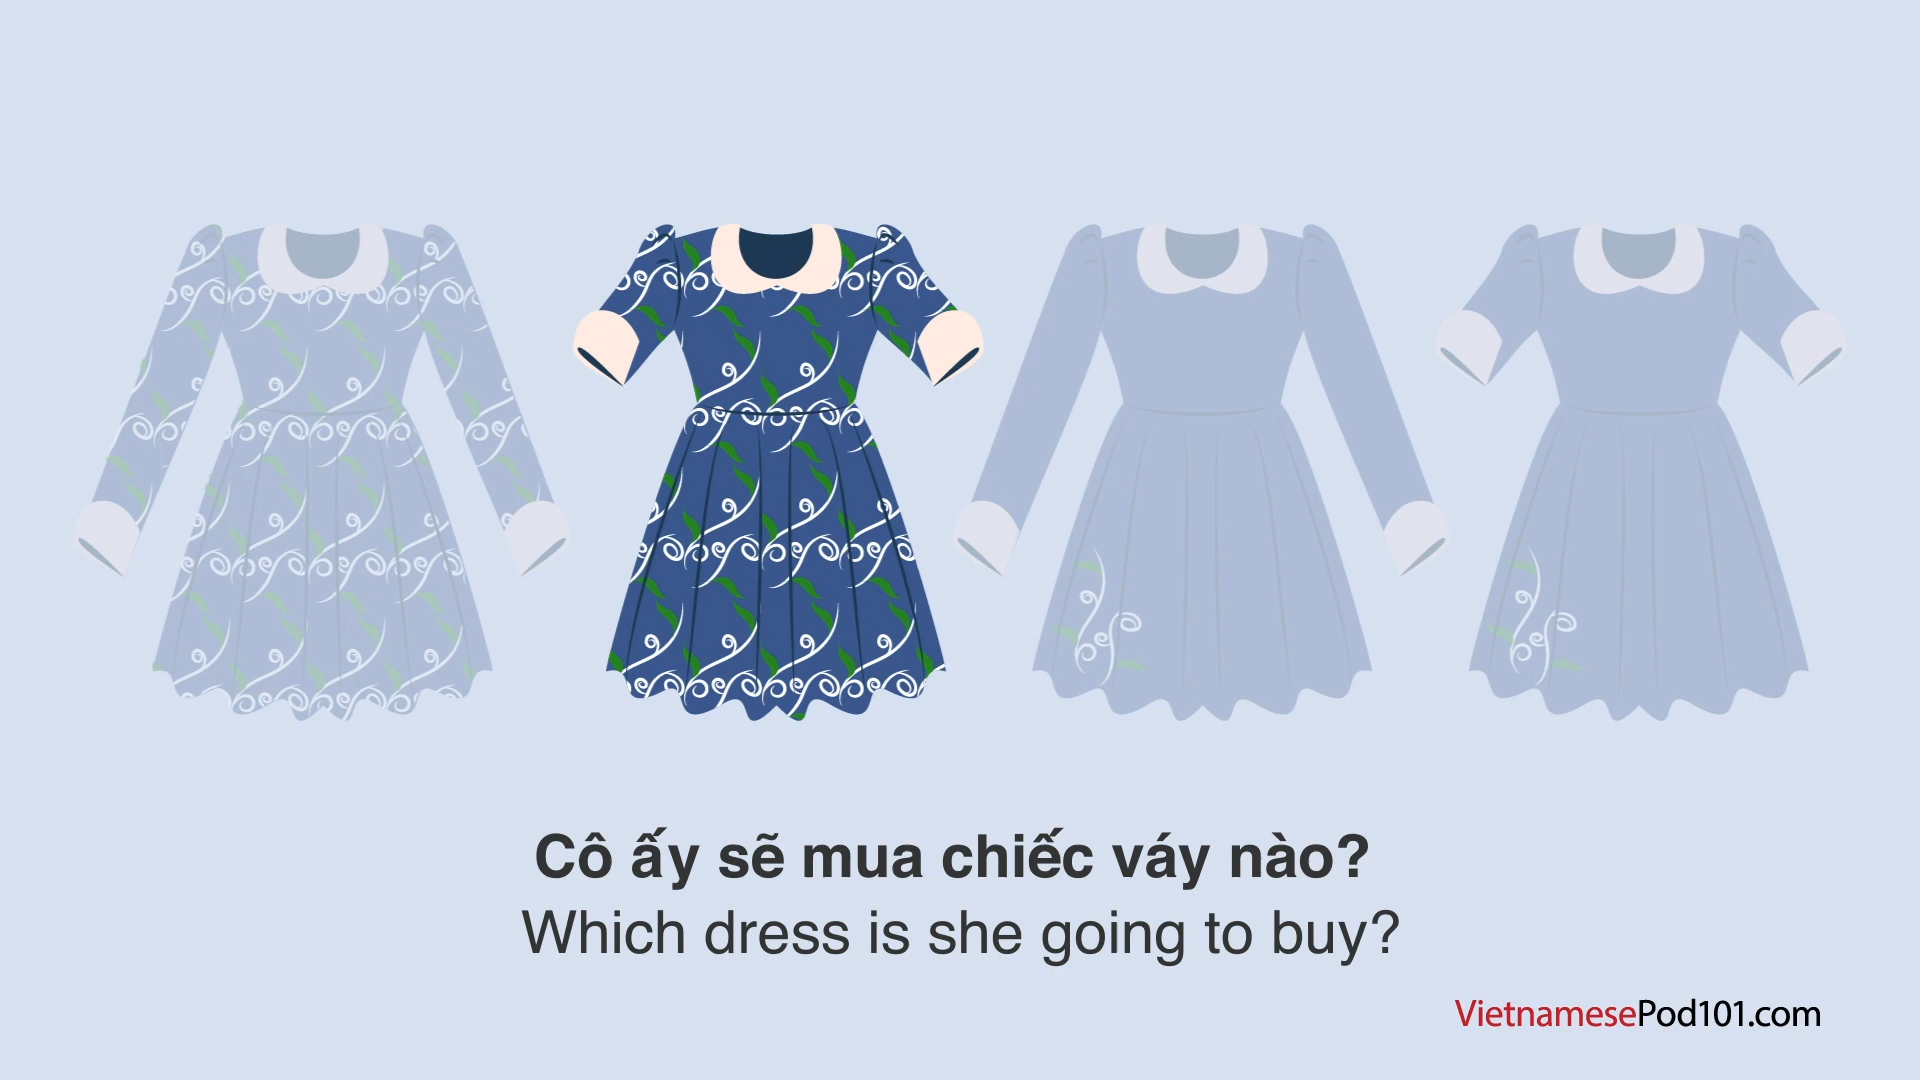 Cô ấy sẽ mua chiếc váy nào?
Which dress is she going to buy?
VietnamesePod101.com